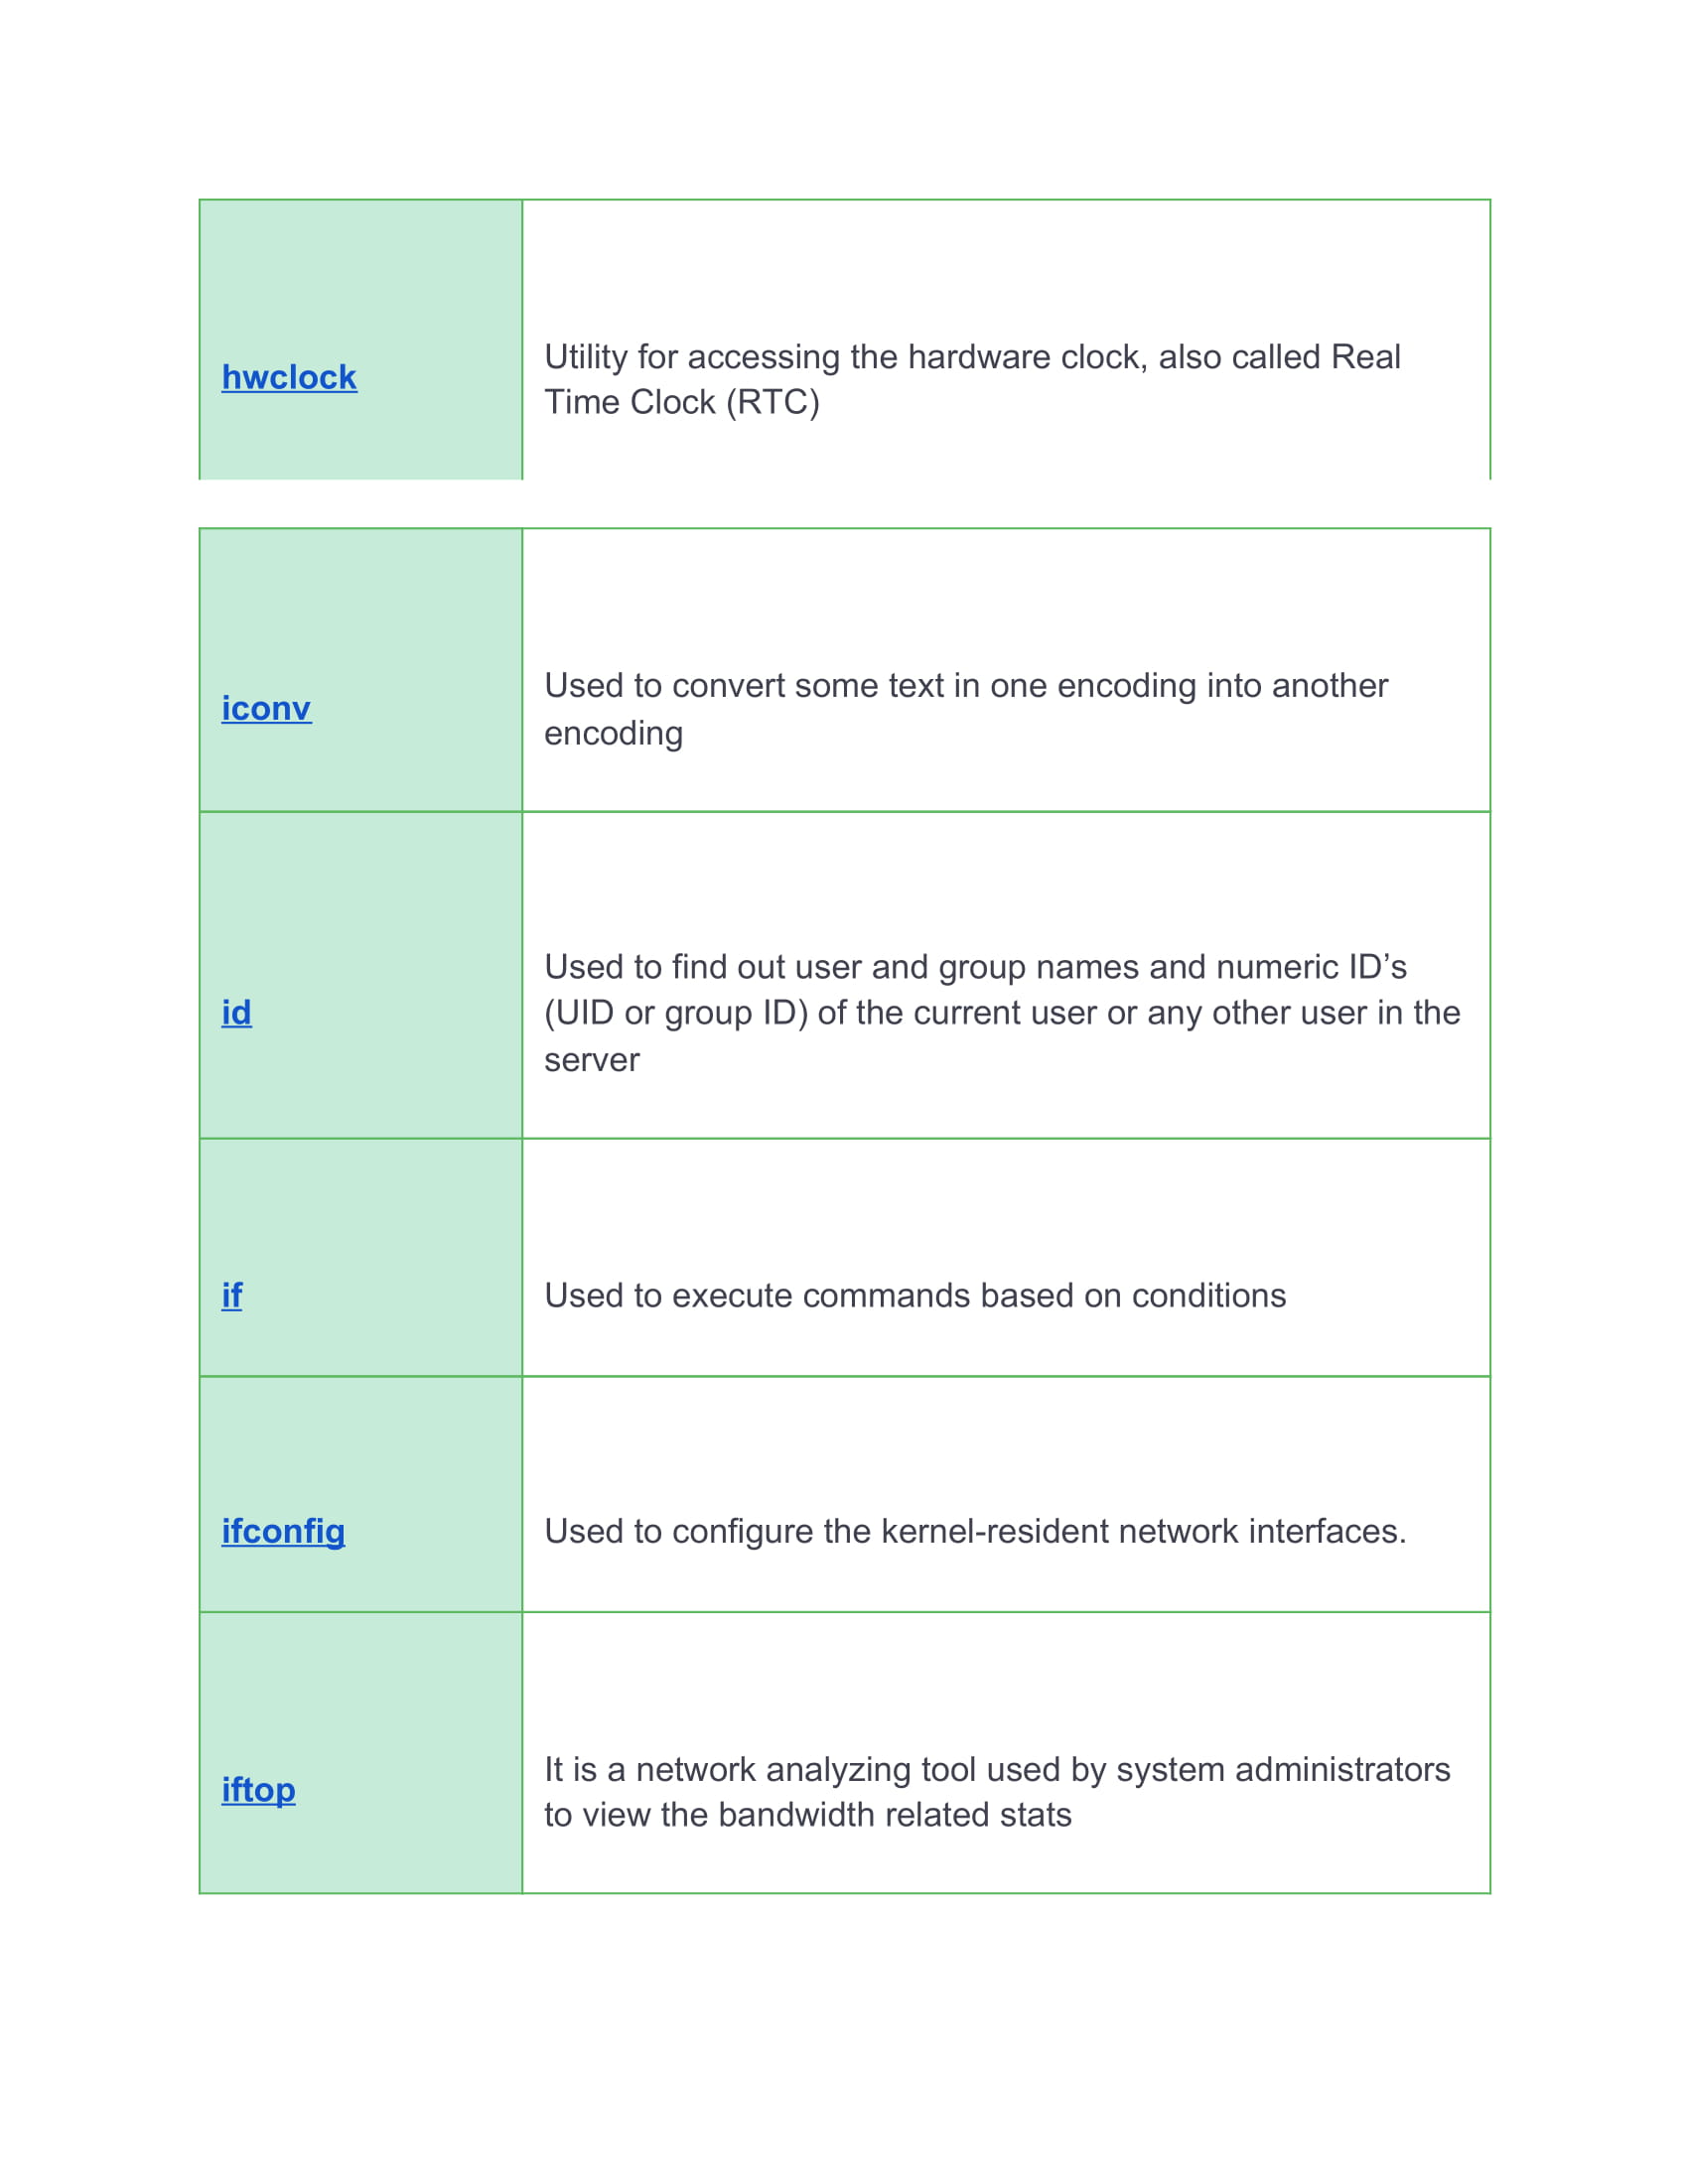 hwclock
Utility for accessing the hardware clock, also called Real
Time Clock (RTC)
iconv
Used to convert some text in one encoding into another
encoding
id
Used to find out user and group names and numeric ID’s
(UID or group ID) of the current user or any other user in the
server
if
Used to execute commands based on conditions
ifconfig
Used to configure the kernel-resident network interfaces.
iftop
It is a network analyzing tool used by system administrators
to view the bandwidth related stats